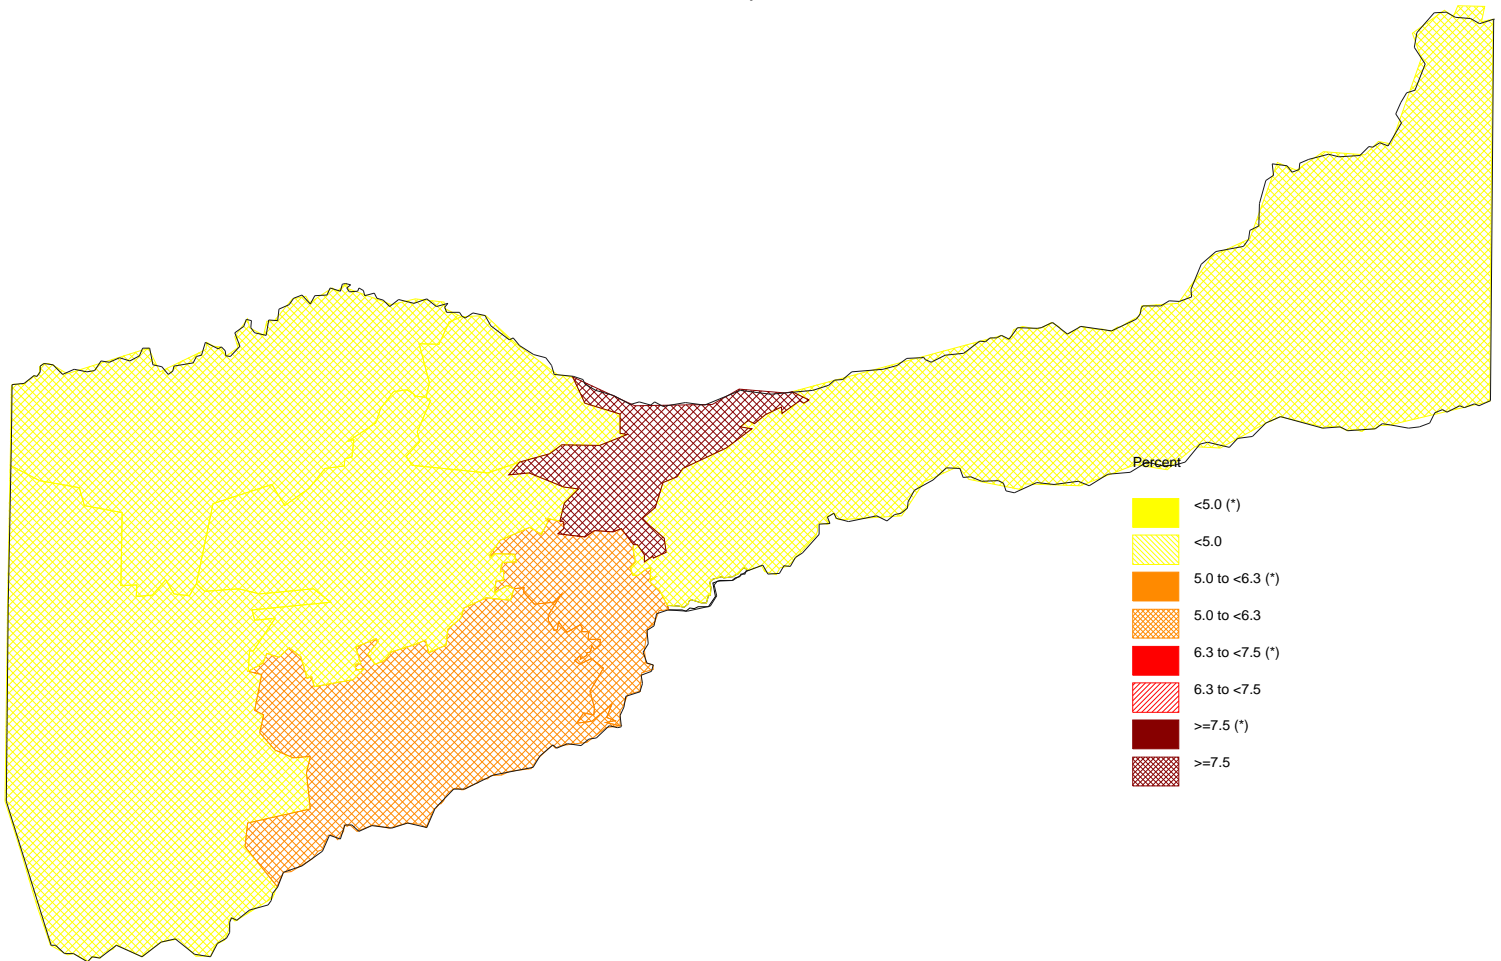 Percent
<5.0 (*)
<5.0
5.0 to <6.3 (*)
5.0 to <6.3
6.3 to <7.5 (*)
6.3 to <7.5
>=7.5 (*)
>=7.5